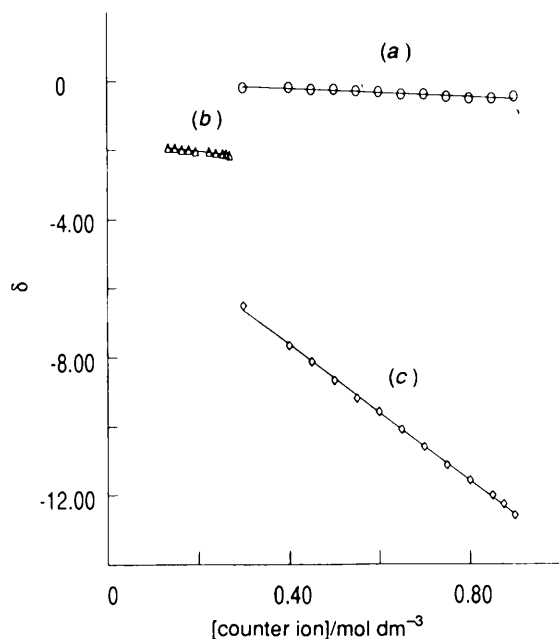 (a)
0
(b)
-4.00
δ
-8.00
(c)
-12.00
0 0.40 0.80
[counter ion]/mol dm⁻³